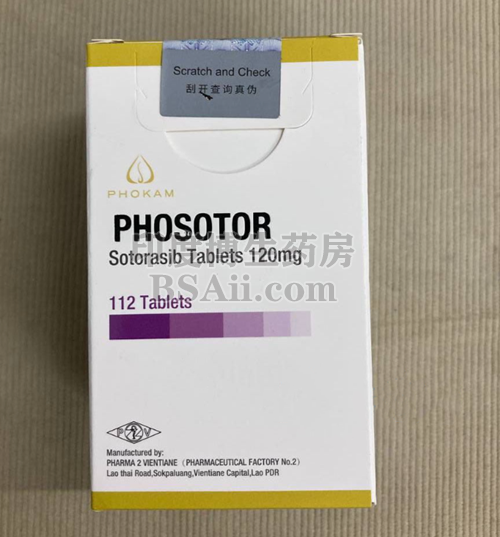 Scratch and Check
刮开查询真伪
PHOKAM
PHOSOTOR
印度博生药房
Sotorasib Tablets 120mg
BSAii.com
112 Tablets
P V
Manufactured by:
PHARMA 2 VIENTIANE（PHARMACEUTICAL FACTORY No.2）
Lao thai Road,Sokpaluang,Vientiane Capital,Lao PDR